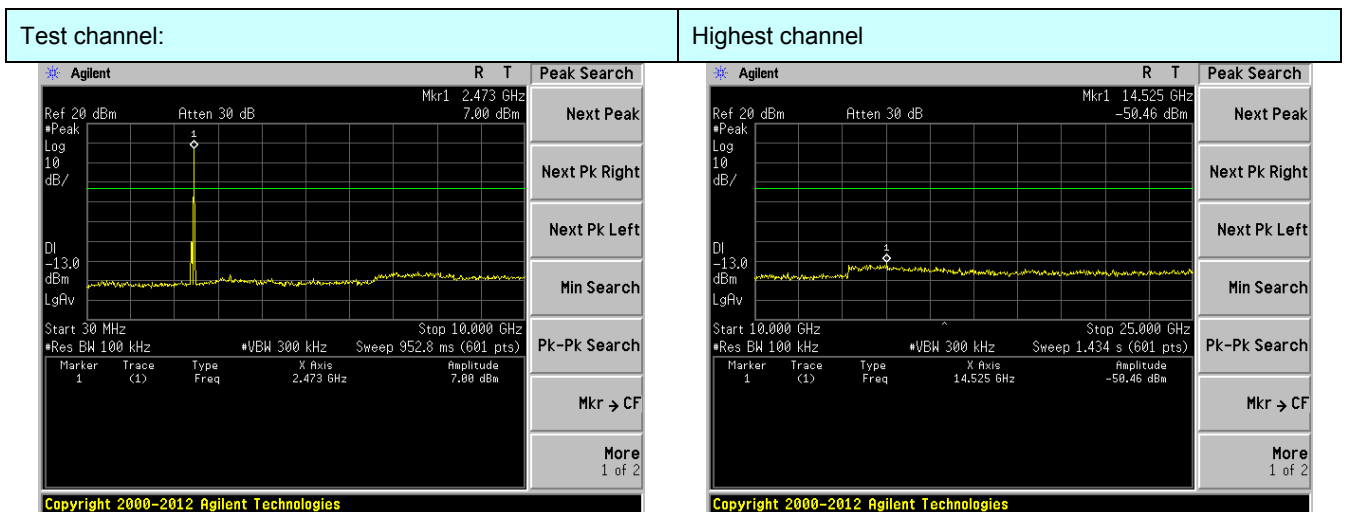 Test channel:
Highest channel
Agilent
R T
Peak Search
Mkr1 2.473 GHz
Ref 20 dBm Atten 30 dB 7.00 dBm
#Peak
1
Log
10
dB/
DI
-13.0
dBm
LgAv
Start 30 MHz Stop 10.000 GHz
#Res BW 100 kHz #VBW 300 kHz Sweep 952.8 ms (601 pts)
Marker Trace Type X Axis Amplitude
1 (1) Freq 2.473 GHz 7.00 dBm
Next Peak
Next Pk Right
Next Pk Left
Min Search
Pk-Pk Search
Mkr → CF
More
1 of 2
Copyright 2000-2012 Agilent Technologies
Agilent
R T
Peak Search
Mkr1 14.525 GHz
Ref 20 dBm Atten 30 dB -50.46 dBm
#Peak
Log
10
dB/
1
DI
-13.0
dBm
LgAv
Start 10.000 GHz Stop 25.000 GHz
#Res BW 100 kHz #VBW 300 kHz Sweep 1.434 s (601 pts)
Marker Trace Type X Axis Amplitude
1 (1) Freq 14.525 GHz -50.46 dBm
Next Peak
Next Pk Right
Next Pk Left
Min Search
Pk-Pk Search
Mkr → CF
More
1 of 2
Copyright 2000-2012 Agilent Technologies